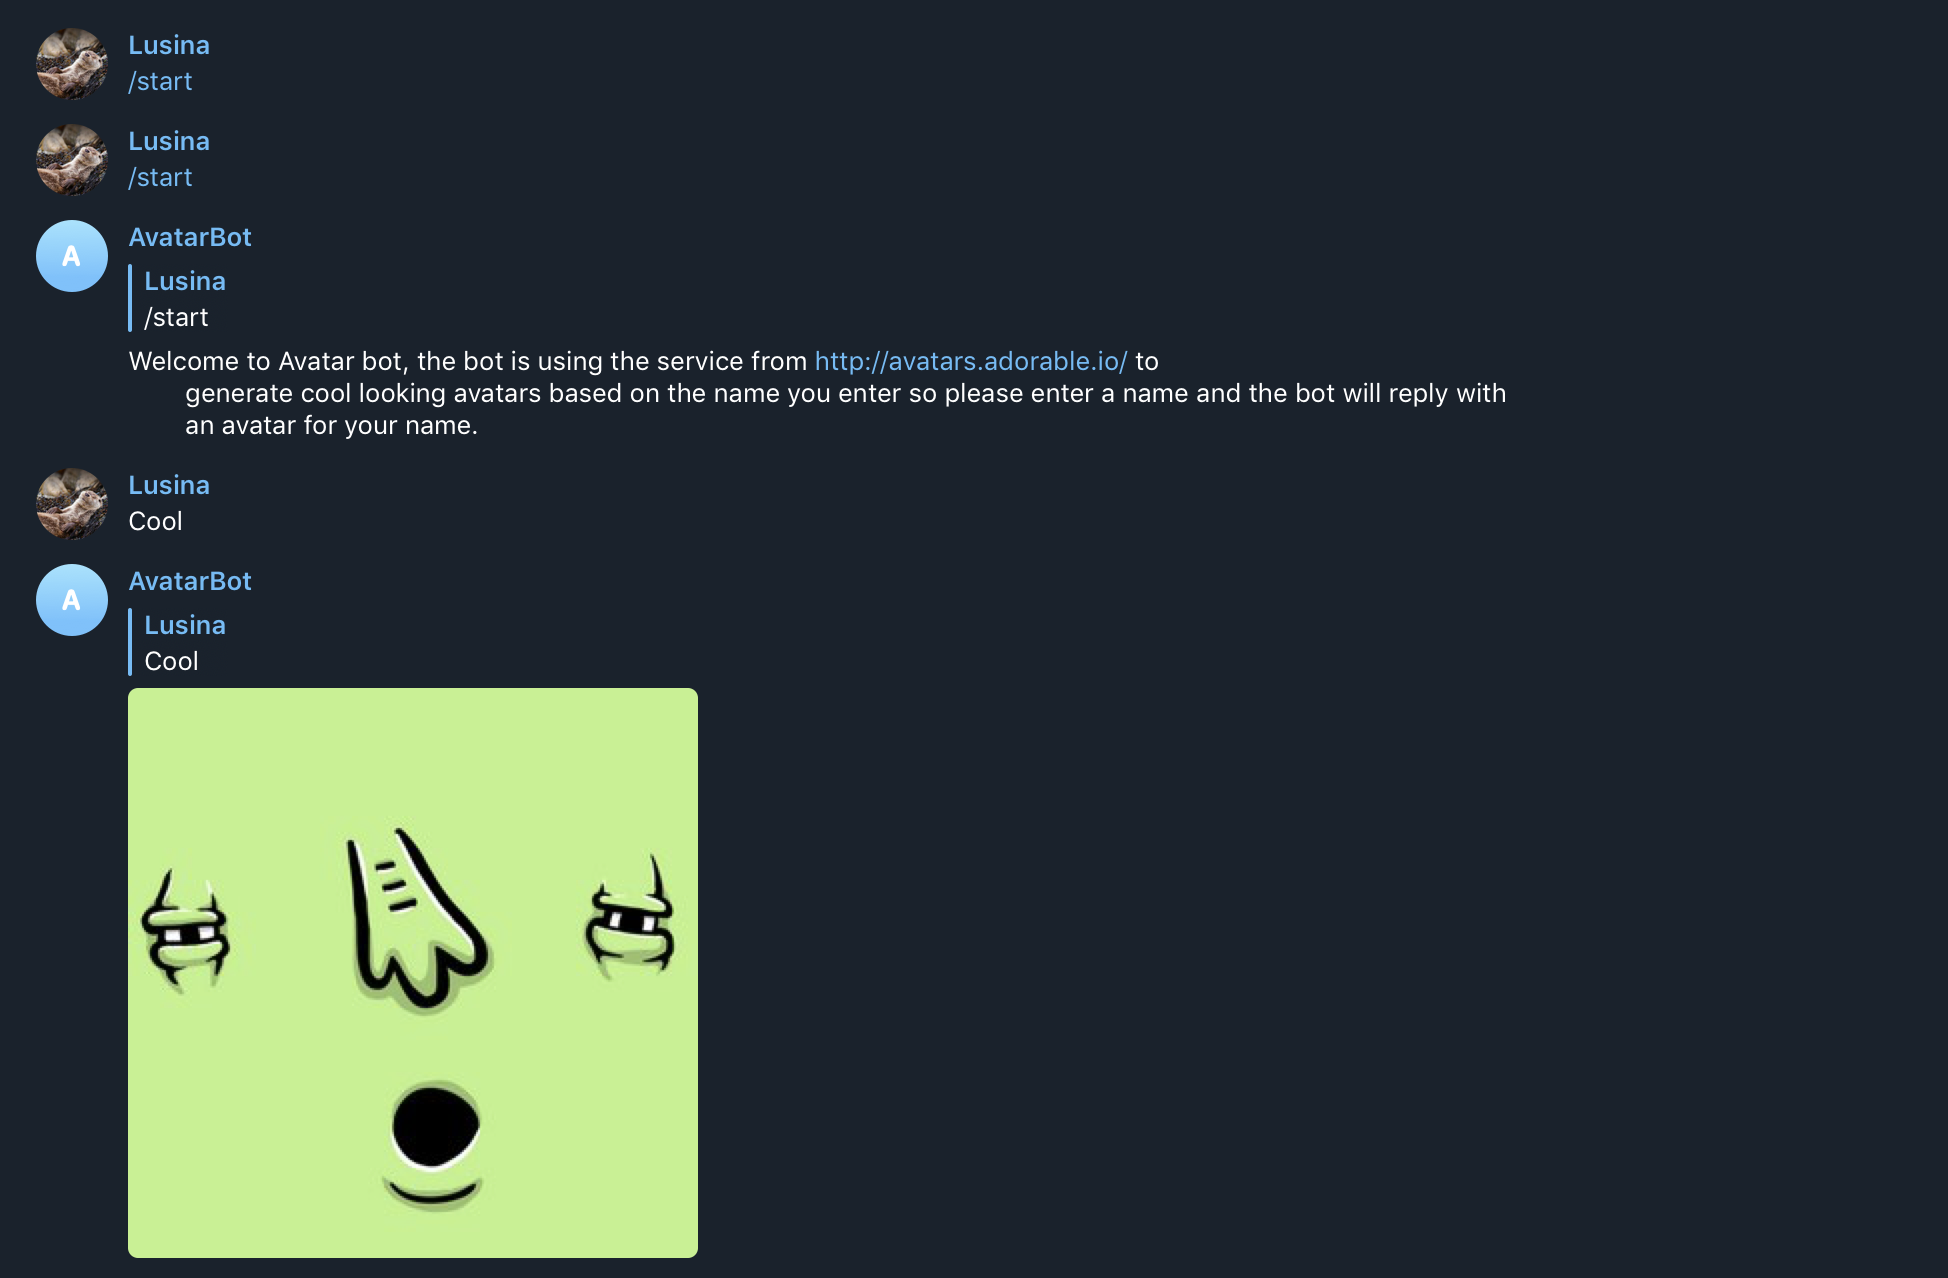 Lusina
/start
Lusina
/start
A
AvatarBot
Lusina
/start
Welcome to Avatar bot, the bot is using the service from http://avatars.adorable.io/ to
generate cool looking avatars based on the name you enter so please enter a name and the bot will reply with
an avatar for your name.
Lusina
Cool
A
AvatarBot
Lusina
Cool